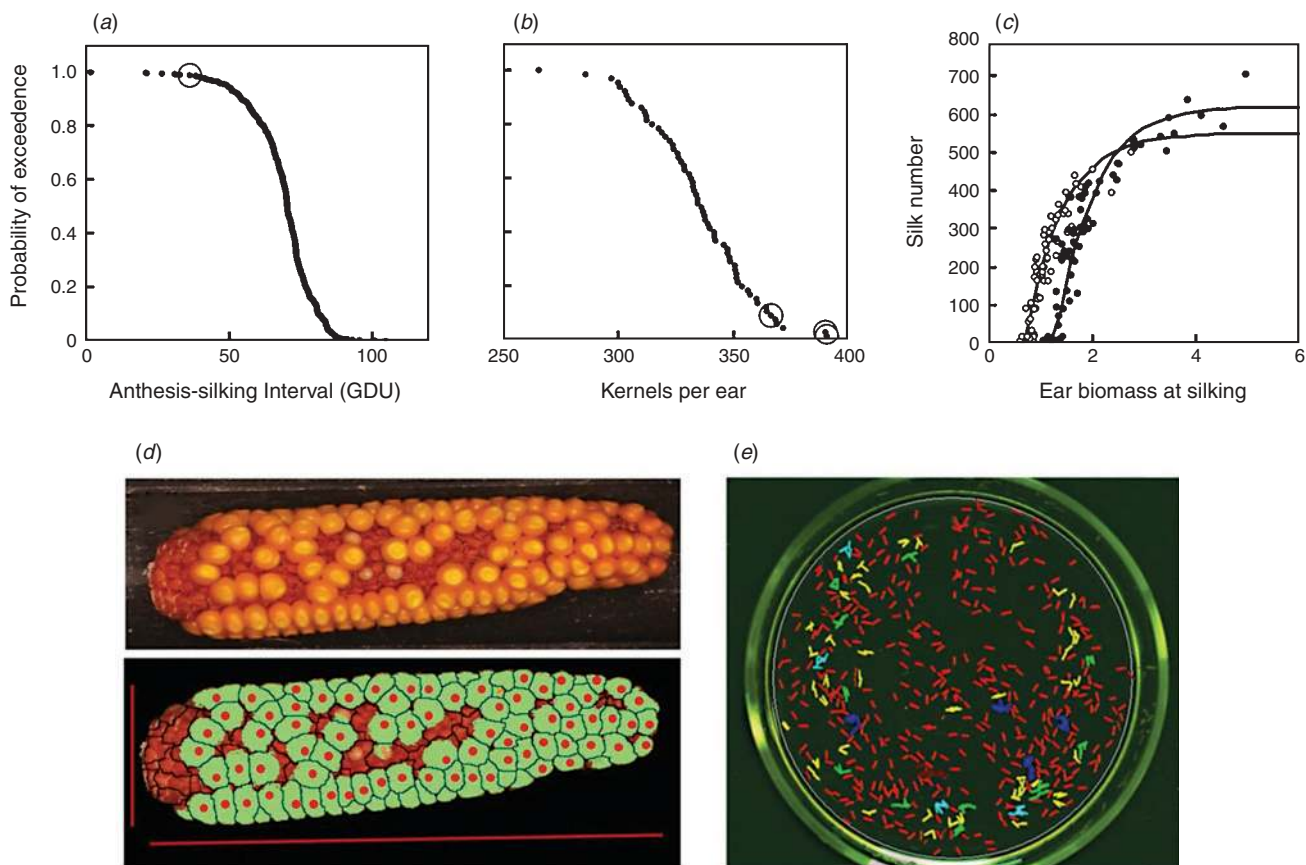 (a)
(b)
(c)
Probability of exceedence
1.0
0.8
0.6
0.4
0.2
0
0
50
100
Anthesis-silking Interval (GDU)
250
300
350
400
Kernels per ear
Silk number
800
700
600
500
400
300
200
100
0
0
2
4
6
Ear biomass at silking
(d)
(e)